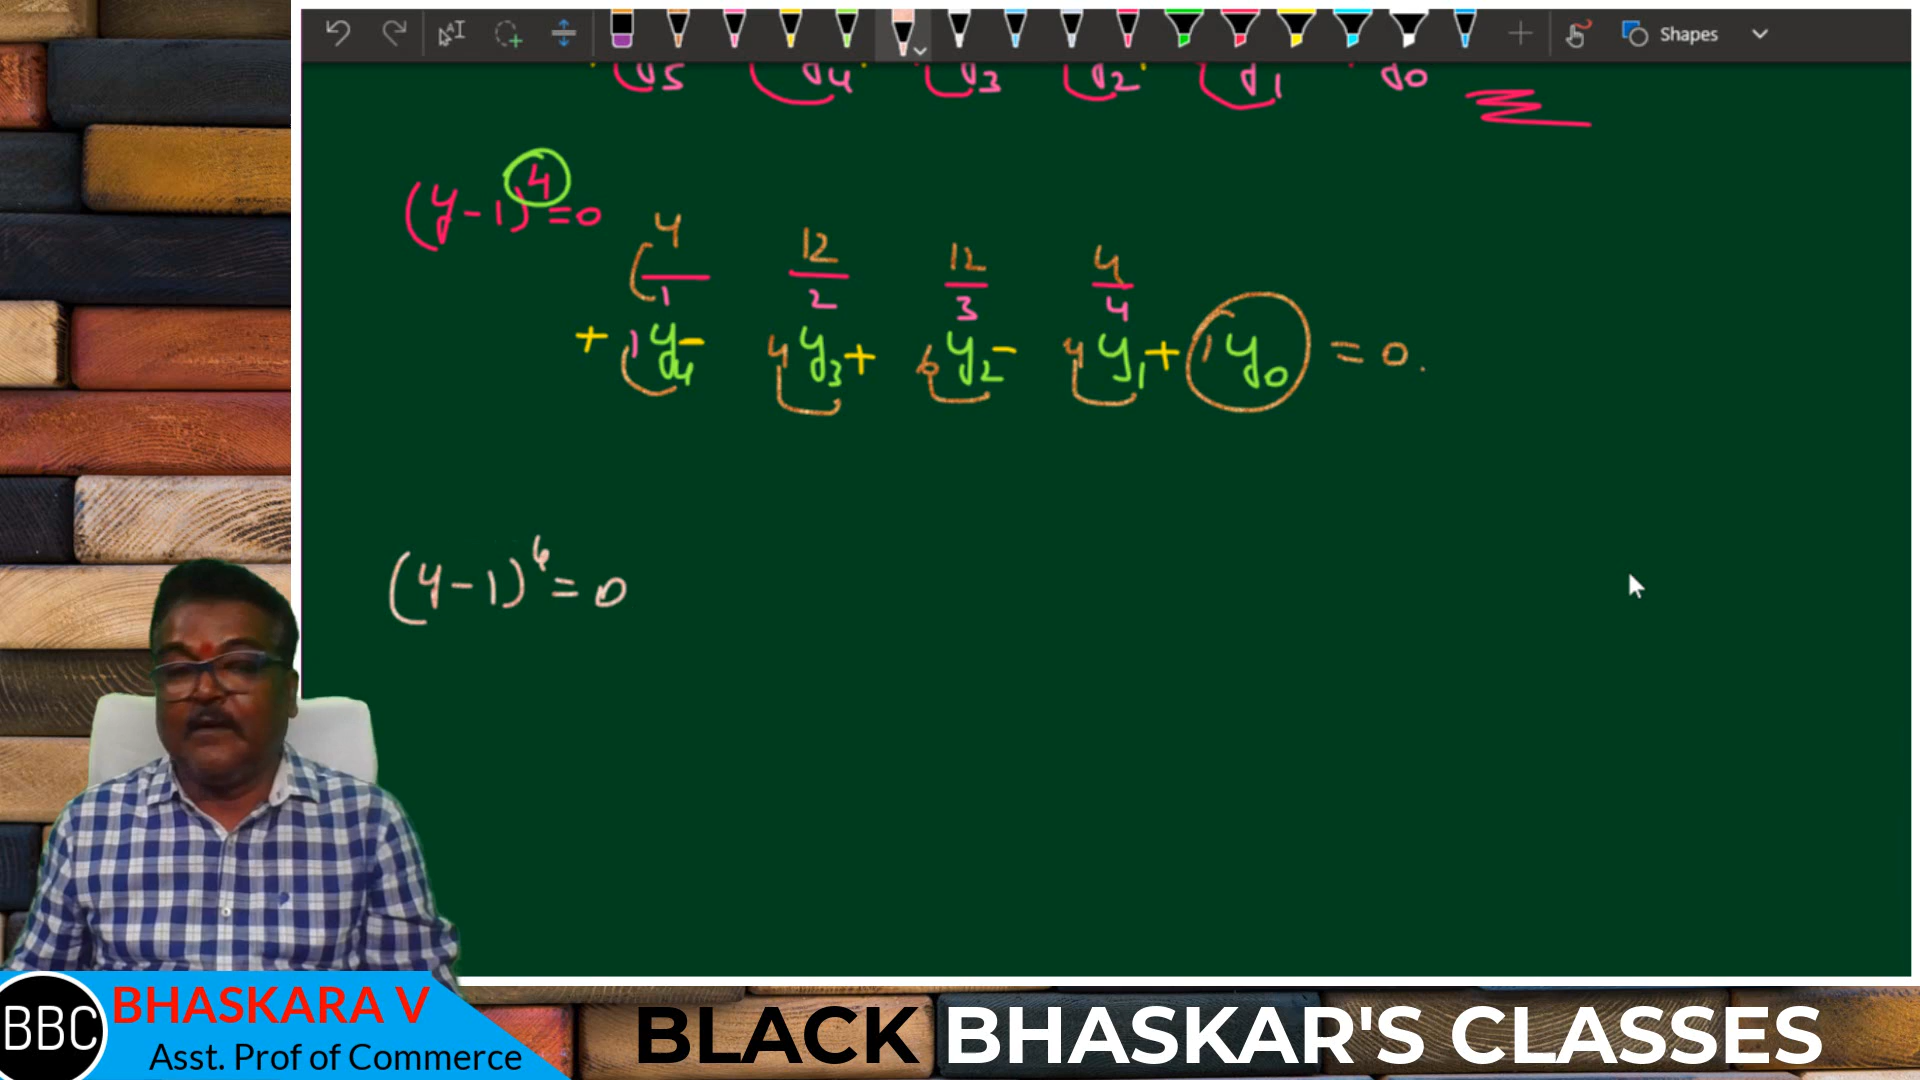 Shapes
y5 y4 y3 y2 y1 y0
(y-1)^4=0
4/1 12/2 12/3 4/4
+ 1y4 - 4y3 + 6y2 - 4y1 + 1y0 = 0.
(y-1)^6 = 0
BBC
BHASKARA V
Asst. Prof of Commerce
BLACK BHASKAR'S CLASSES